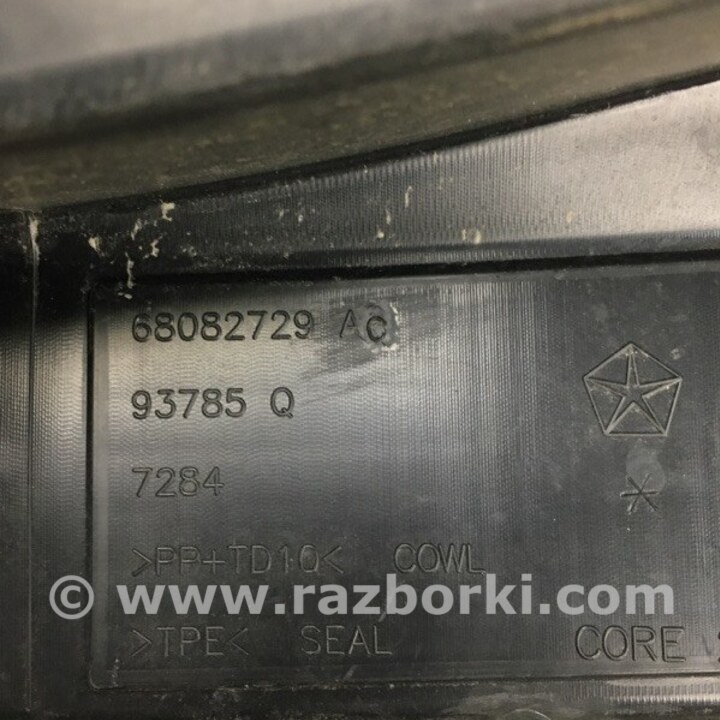 68082729 AC
93785 Q
7284
>PP+TD10< COWL
© www.razborki.com
>TPE< SEAL
CORE